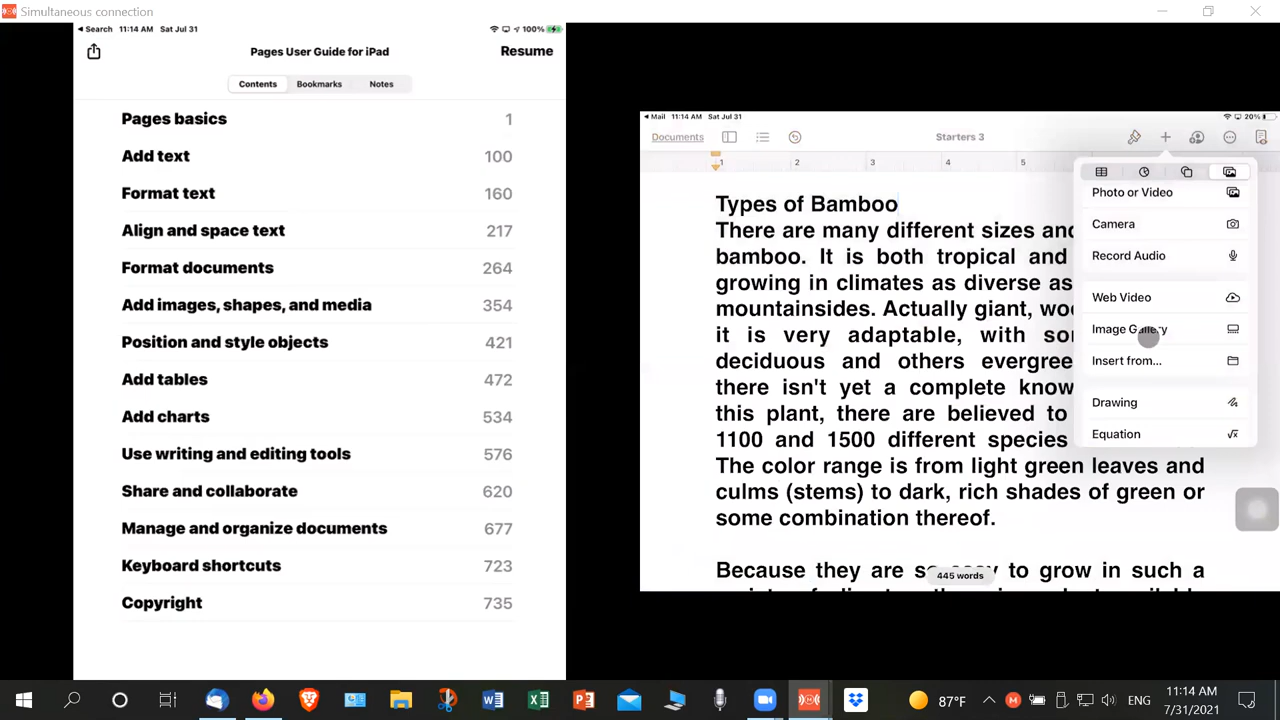 Simultaneous connection
Search 11:14 AM Sat Jul 31
100%
Pages User Guide for iPad
Resume
Contents Bookmarks Notes
Pages basics 1
Add text 100
Format text 160
Align and space text 217
Format documents 264
Add images, shapes, and media 354
Position and style objects 421
Add tables 472
Add charts 534
Use writing and editing tools 576
Share and collaborate 620
Manage and organize documents 677
Keyboard shortcuts 723
Copyright 735
Mail 11:14 AM Sat Jul 31
20%
Documents
Starters 3
1 2 3 4 5
Types of Bamboo
There are many different sizes and
bamboo. It is both tropical and
growing in climates as diverse as
mountainsides. Actually giant,
it is very adaptable, with
deciduous and others
there isn't yet a complete
this plant, there are believed to
1100 and 1500 different species
The color range is from light green leaves and
culms (stems) to dark, rich shades of green or
some combination thereof.
Because they are so easy to grow in such a
445 words
Photo or Video
Camera
Record Audio
Web Video
Image Gallery
Insert from...
Drawing
Equation
87°F
ENG
11:14 AM
7/31/2021